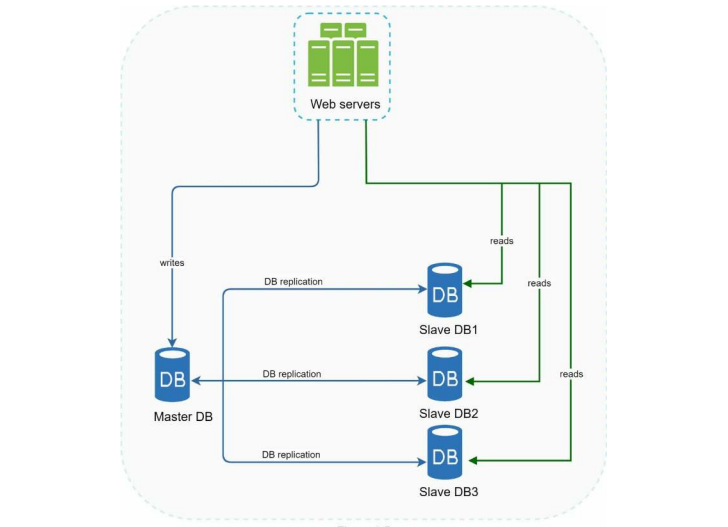 Web servers
reads
writes
DB replication
DB
reads
Slave DB1
DB
DB replication
DB
reads
Master DB
Slave DB2
DB replication
DB
Slave DB3